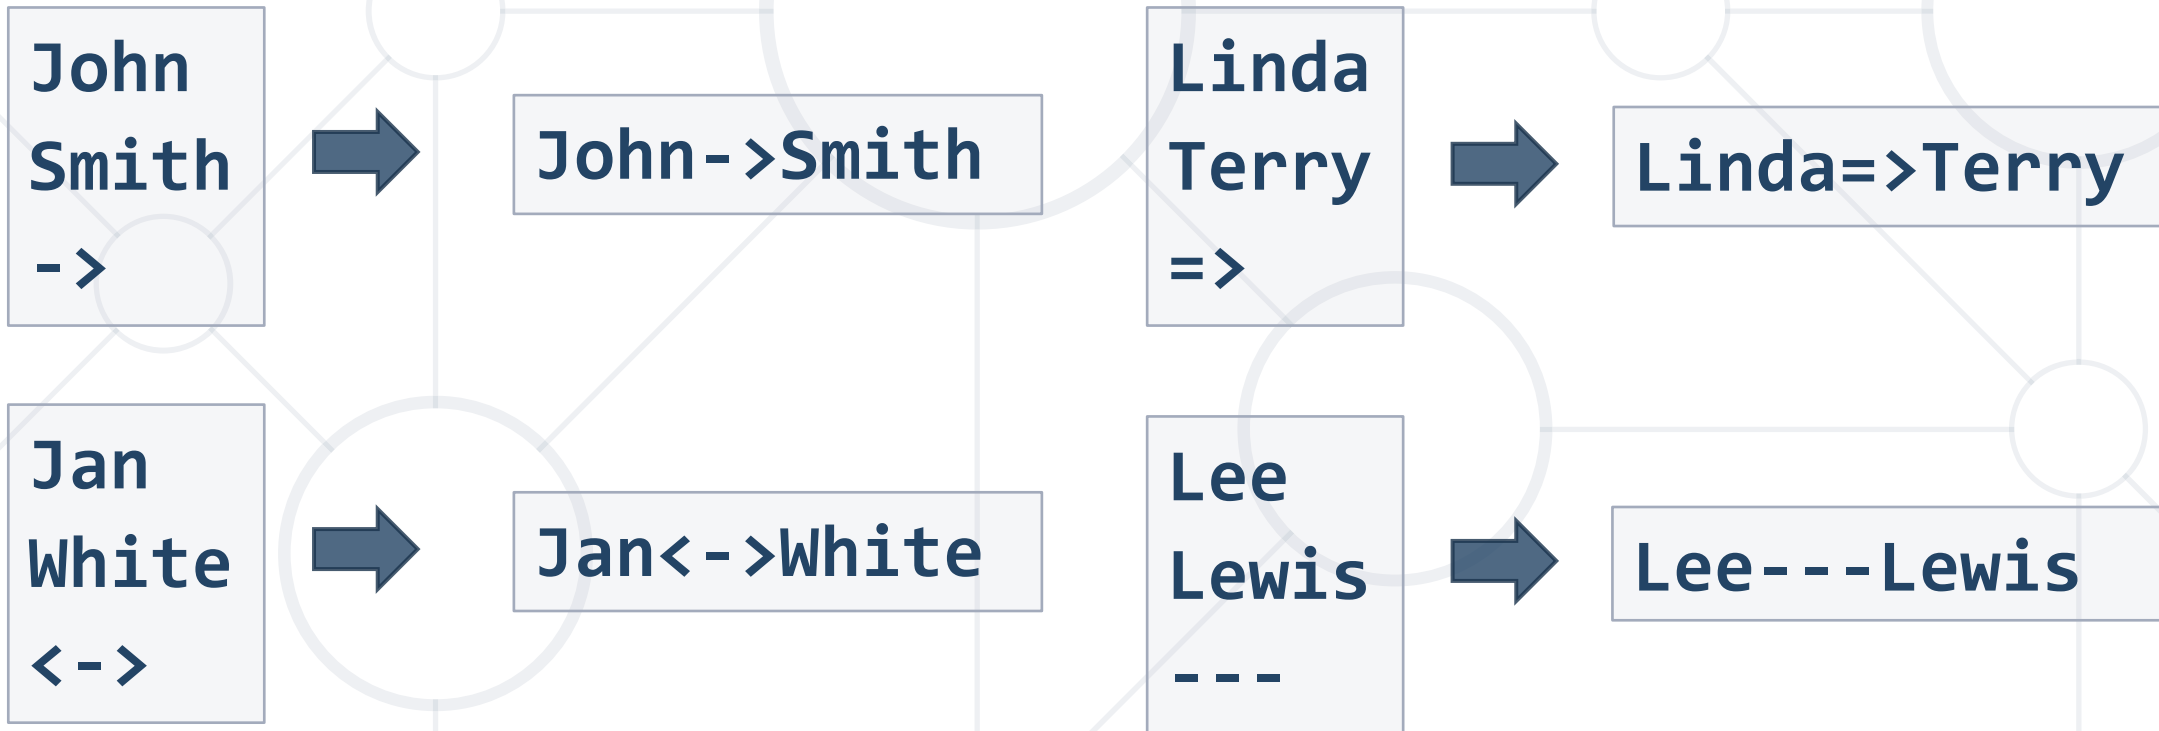 John
Smith
->
John->Smith
Linda
Terry
=>
Linda=>Terry
Jan
White
<->
Jan<->White
Lee
Lewis
---
Lee---Lewis